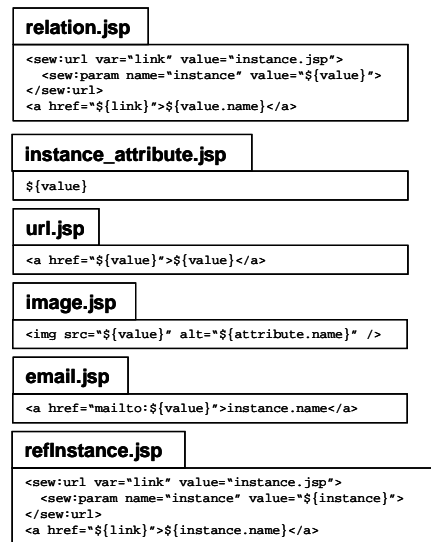 relation.jsp
<sew:url var="link" value="instance.jsp">
<sew:param name="instance" value="${value}">
</sew:url>
<a href="${link}">${value.name}</a>
instance_attribute.jsp
${value}
url.jsp
<a href="${value}">${value}</a>
image.jsp
<img src="${value}" alt="${attribute.name}" />
email.jsp
<a href="mailto:${value}">instance.name</a>
refInstance.jsp
<sew:url var="link" value="instance.jsp">
<sew:param name="instance" value="${instance}">
</sew:url>
<a href="${link}">${instance.name}</a>